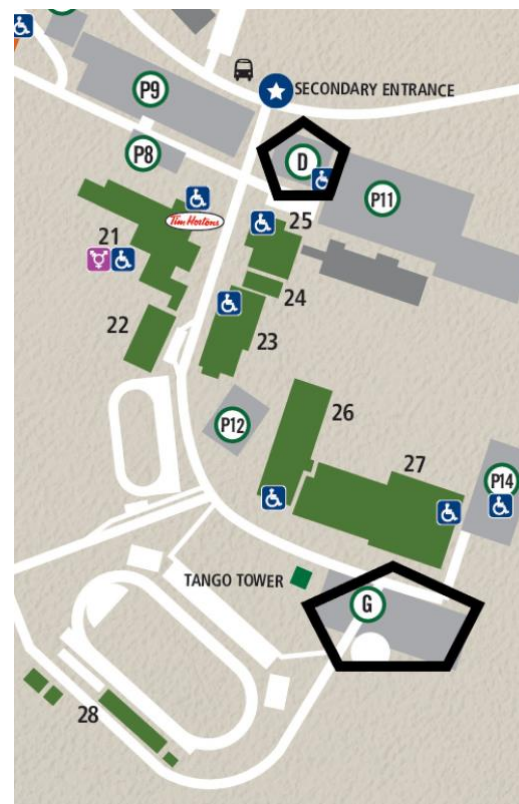 P9
SECONDARY ENTRANCE
P8
D
P11
Tim Hortons
21
25
24
22
23
26
P12
27
P14
TANGO TOWER
G
28